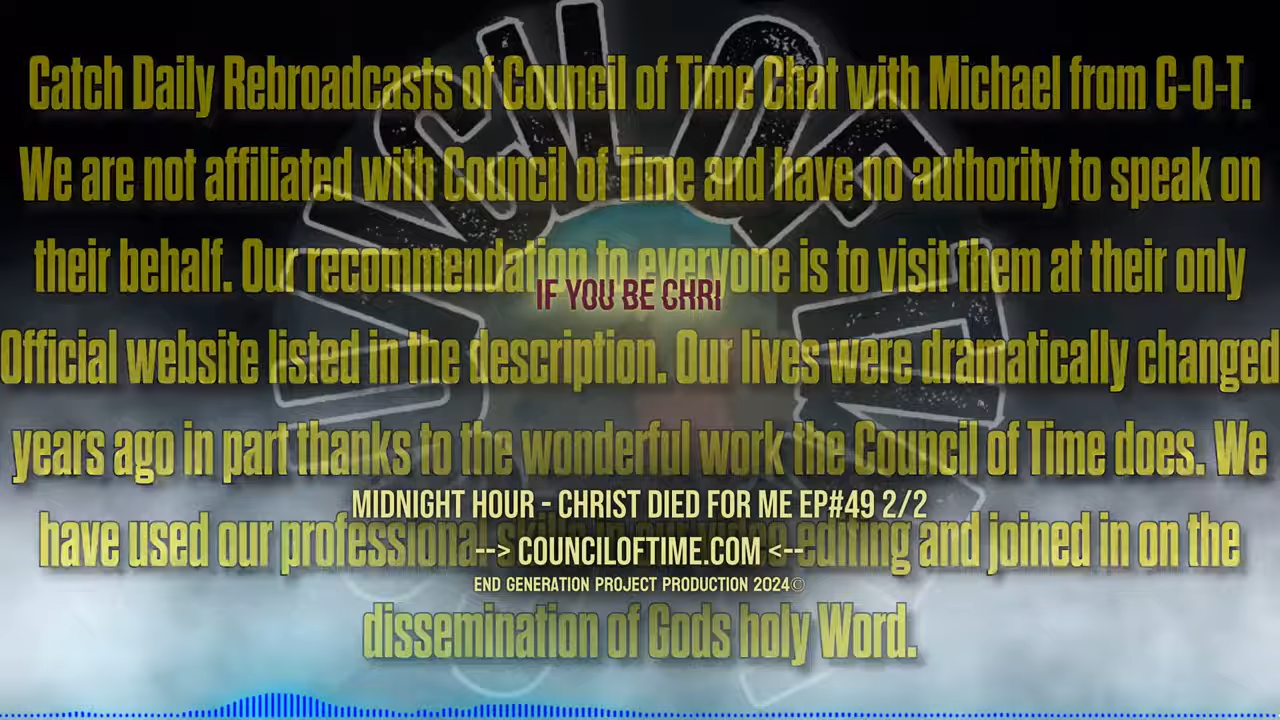 Catch Daily Rebroadcasts of Council of Time Chat with Michael from C-O-T.
We are not affiliated with Council of Time and have no authority to speak on
their behalf. Our recommendation to everyone is to visit them at their only
IF YOU BE CHRI
Official website listed in the description. Our lives were dramatically changed
years ago in part thanks to the wonderful work the Council of Time does. We
MIDNIGHT HOUR - CHRIST DIED FOR ME EP#49 2/2
have used our professional skills in our video editing and joined in on the
--> COUNCILOFTIME.COM <--
END GENERATION PROJECT PRODUCTION 2024©
dissemination of Gods holy Word.